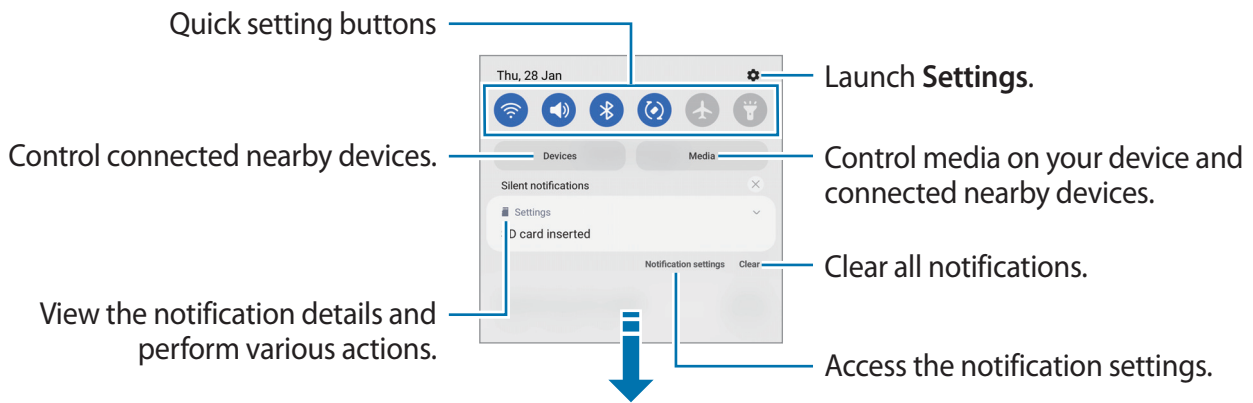 Quick setting buttons
Thu, 28 Jan
Launch Settings.
Control connected nearby devices.
Devices
Media
Control media on your device and
connected nearby devices.
Silent notifications
Settings
D card inserted
Notification settings Clear
Clear all notifications.
View the notification details and
perform various actions.
Access the notification settings.